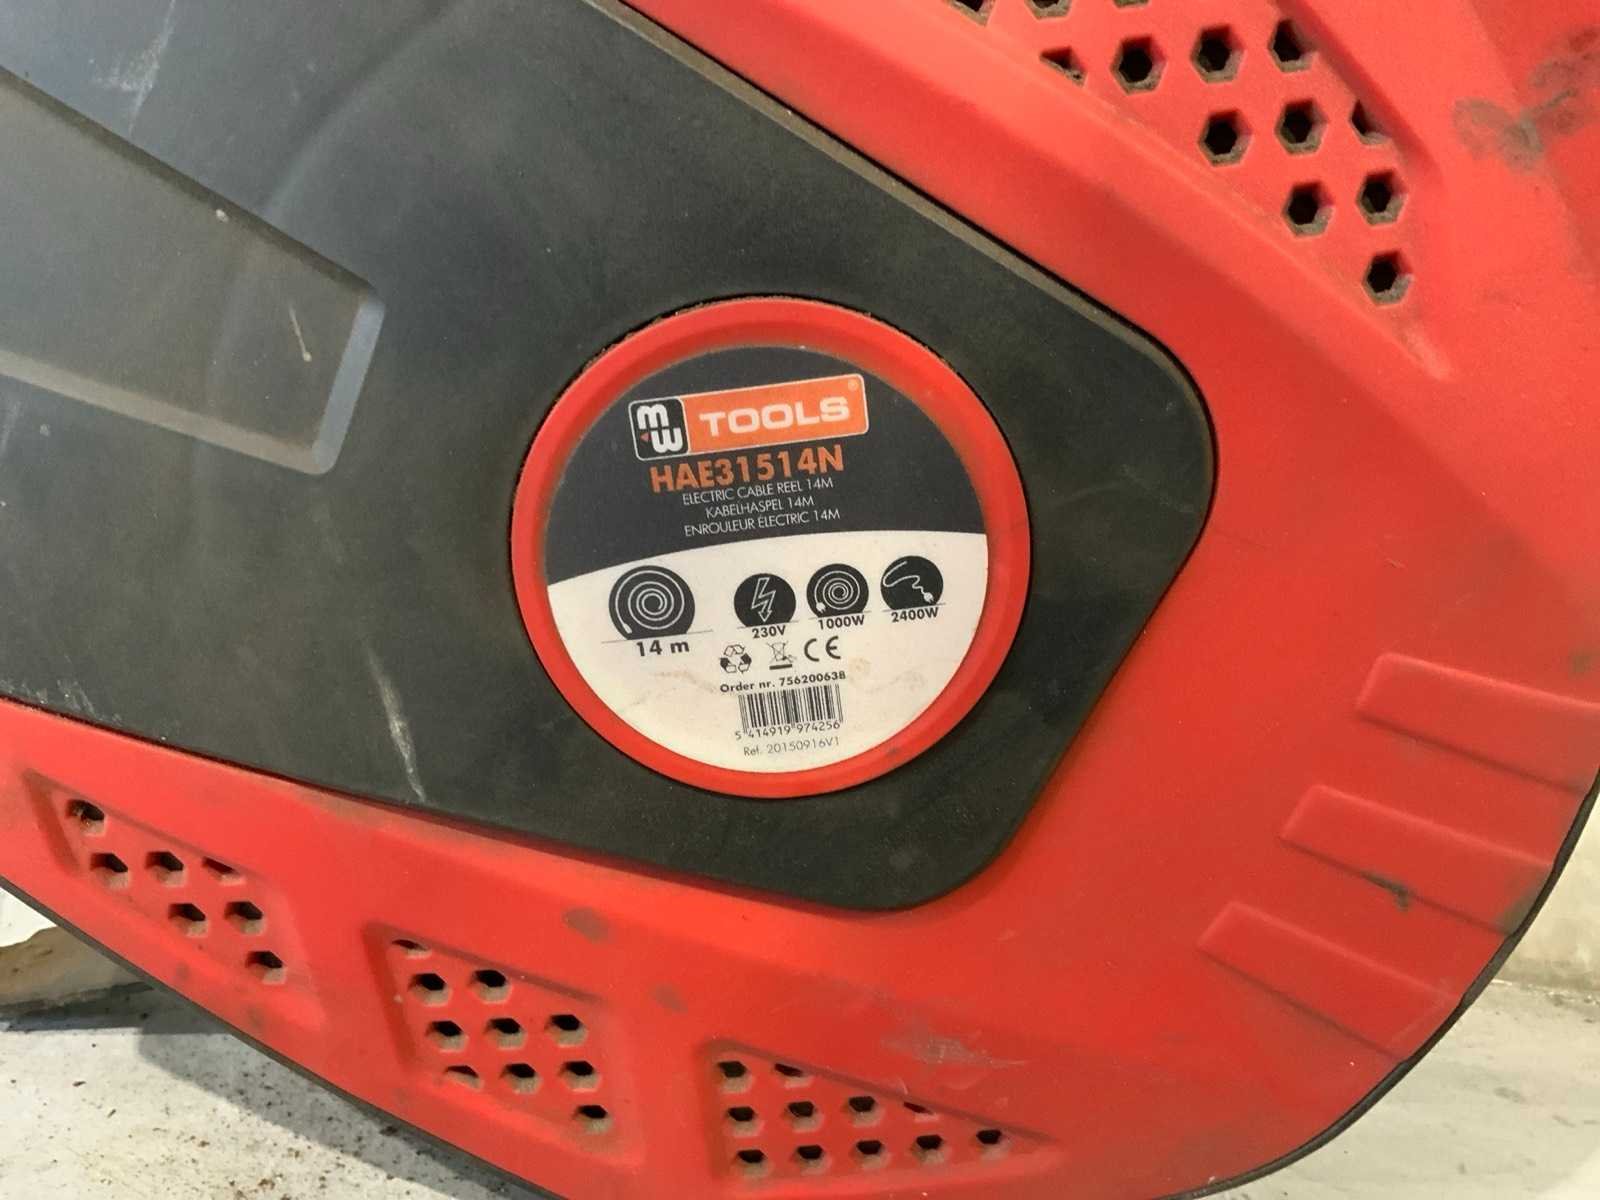 MW TOOLS®
HAE31514N
ELECTRIC CABLE REEL 14M
KABELHASPEL 14M
ENROULEUR ÉLECTRIC 14M
14 m
230V
1000W
2400W
CE
Order nr. 756200638
5 414919 974256
Ref. 20150916V1